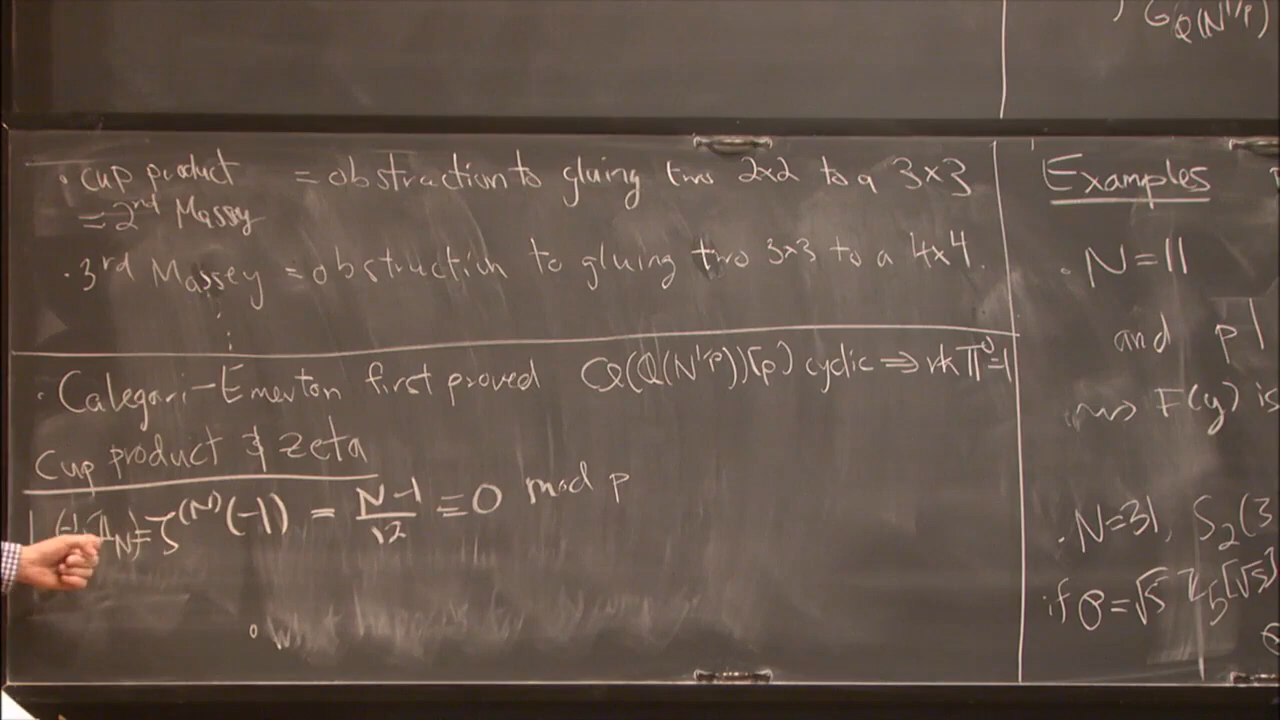 G_{Q(N^{1/p})}
· cup product = obstruction to gluing two 2x2 to a 3x3
= 2nd Massey
· 3rd Massey = obstruction to gluing two 3x3 to a 4x4.
· Calegari-Emerton first proved Cl(Q(N^{1/p}))[p] cyclic ⇒ rk T^0=1
Cup product & zeta
ζ^{(N)}(-1) = \frac{N-1}{12} ≡ 0 mod p
Examples
· N=11
and p
⇝ F(y) is
· N=31, S_2(3
if ρ=√5 Z_5[√5]